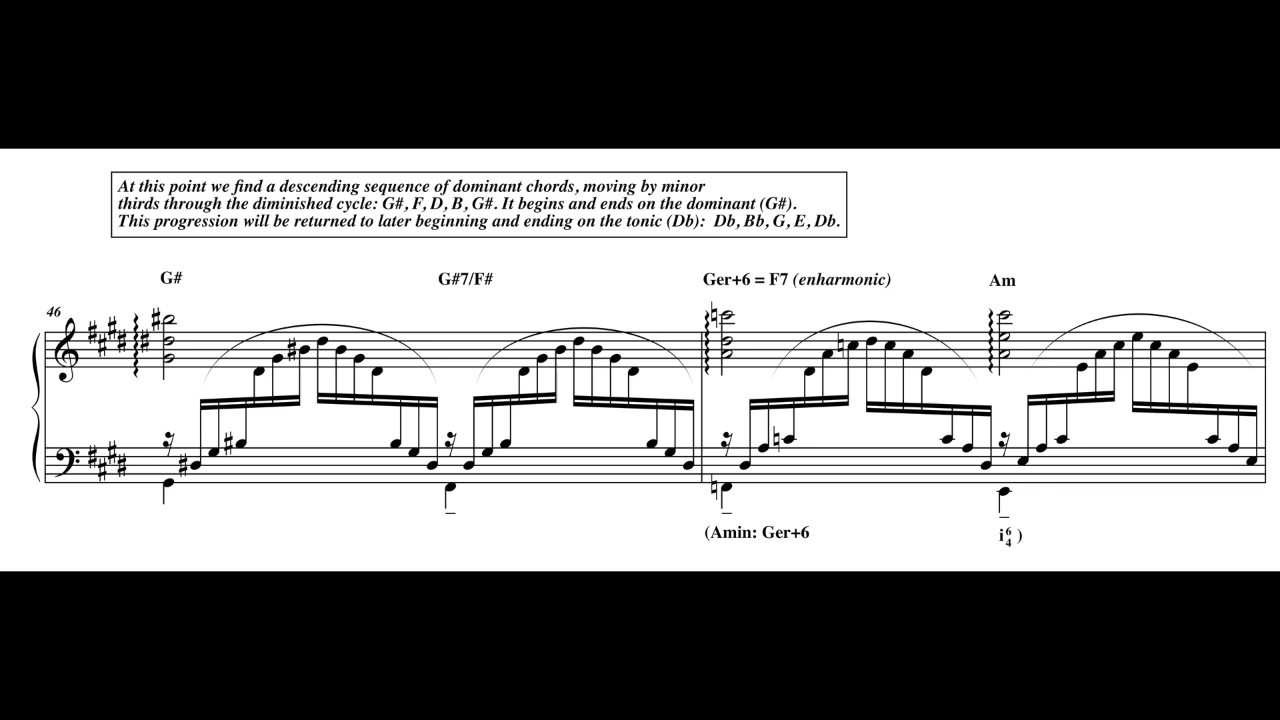 At this point we find a descending sequence of dominant chords, moving by minor
thirds through the diminished cycle: G#, F, D, B, G#. It begins and ends on the dominant (G#).
This progression will be returned to later beginning and ending on the tonic (Db): Db, Bb, G, E, Db.
G# G#7/F# Ger+6 = F7 (enharmonic) Am
46
(Amin: Ger+6 i64 )